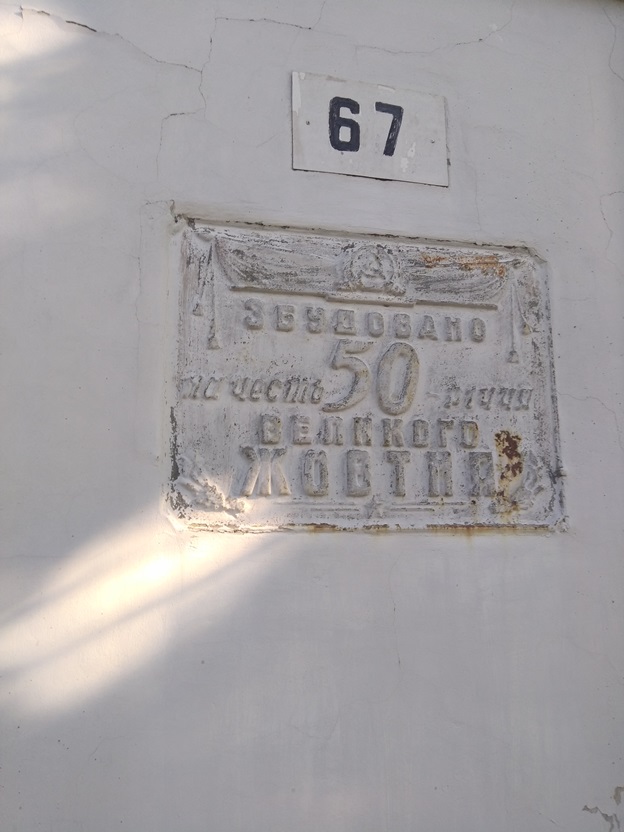 67
ЗБУДОВАНО
на честь 50-річчя
ВЕЛИКОГО
ЖОВТНЯ